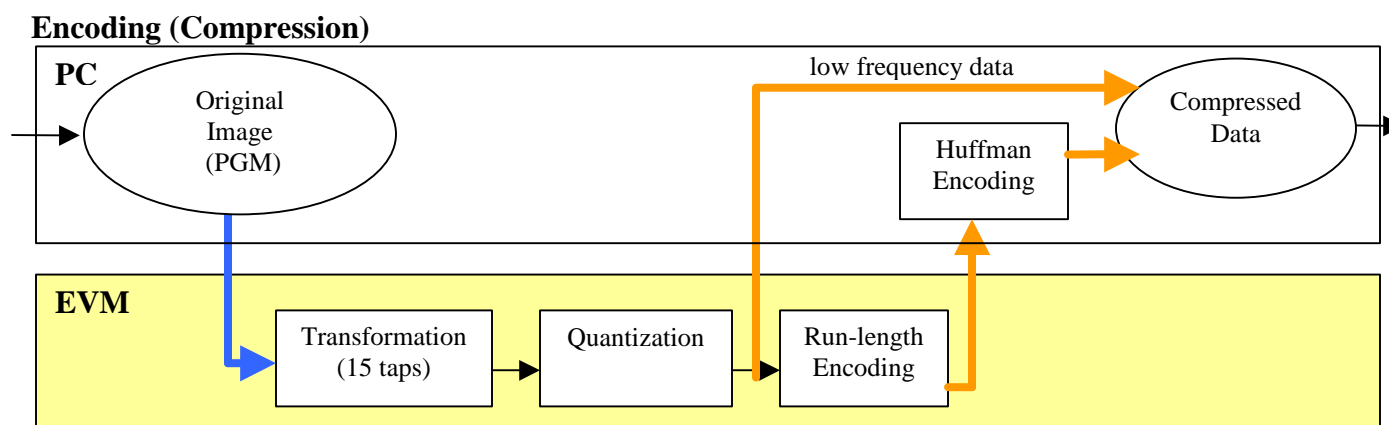 Encoding (Compression)
PC
Original
Image
(PGM)
low frequency data
Compressed
Data
Huffman
Encoding
EVM
Transformation
(15 taps)
Quantization
Run-length
Encoding